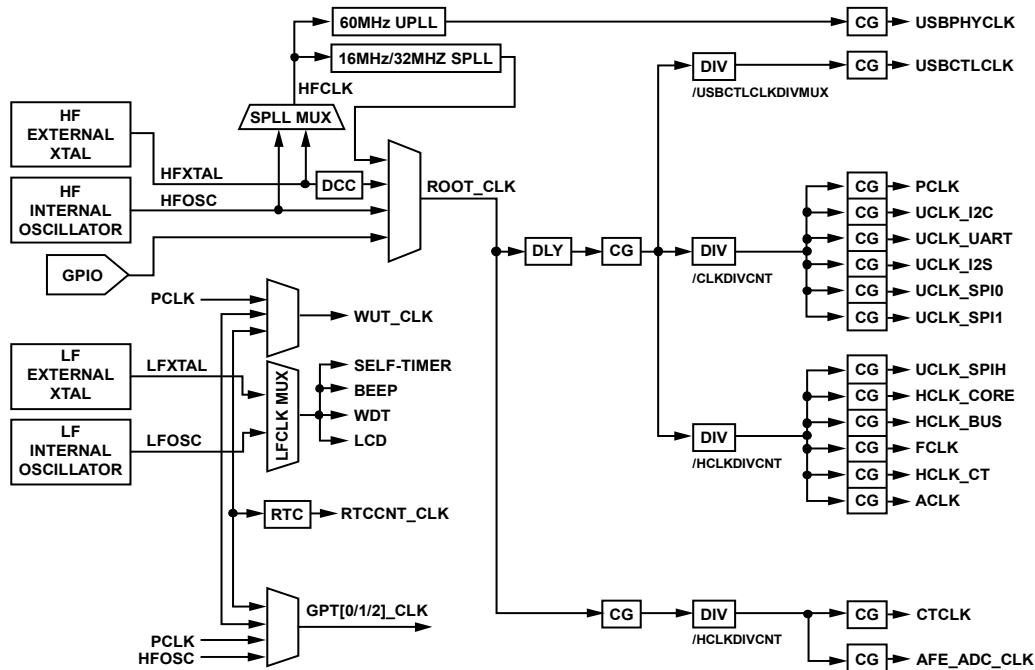 60MHz UPLL
CG
USBPHYCLK
16MHz/32MHZ SPLL
DIV
CG
USBCTLCLK
/USBCTLCLKDIVMUX
HFCLK
SPLL MUX
HF
EXTERNAL
XTAL
HFXTAL
DCC
HF
INTERNAL
OSCILLATOR
HFOSC
ROOT_CLK
GPIO
DLY
CG
DIV
/CLKDIVCNT
CG
PCLK
CG
UCLK_I2C
CG
UCLK_UART
CG
UCLK_I2S
CG
UCLK_SPI0
CG
UCLK_SPI1
PCLK
WUT_CLK
LF
EXTERNAL
XTAL
LFXTAL
LF
INTERNAL
OSCILLATOR
LFOSC
LFCLK MUX
SELF-TIMER
BEEP
WDT
LCD
DIV
/HCLKDIVCNT
CG
UCLK_SPIH
CG
HCLK_CORE
CG
HCLK_BUS
CG
FCLK
CG
HCLK_CT
CG
ACLK
RTC
RTCCNT_CLK
GPT[0/1/2]_CLK
PCLK
HFOSC
CG
DIV
/HCLKDIVCNT
CG
CTCLK
CG
AFE_ADC_CLK